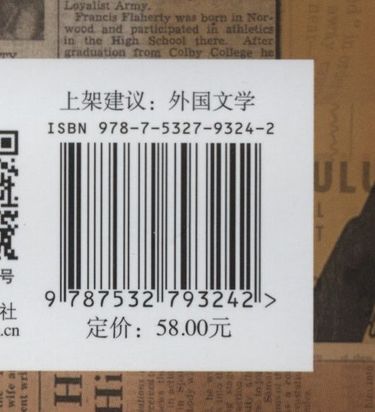 Loyalist Army.
Francis Flaherty was born in Nor-
wood and participated in athletics
in the High School there. After
graduation from Colby College he
上架建议：外国文学
ISBN 978-7-5327-9324-2
9 787532 793242 >
定价：58.00元
号
社
.cn
ULU
L
T
H
Hi